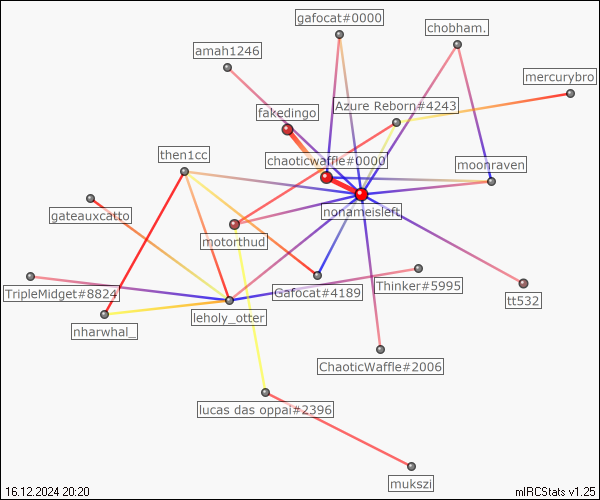 gafocat#0000
chobham.
amah1246
mercurybro
fakedingo
Azure Reborn#4243
then1cc
chaoticwaffle#0000
moonraven
nonameisleft
gateauxcatto
motorthud
TripleMidget#8824
Gafocat#4189
Thinker#5995
tt532
nharwhal_
leholy_otter
ChaoticWaffle#2006
lucas das oppai#2396
mukszi
16.12.2024 20:20
mIRCStats v1.25